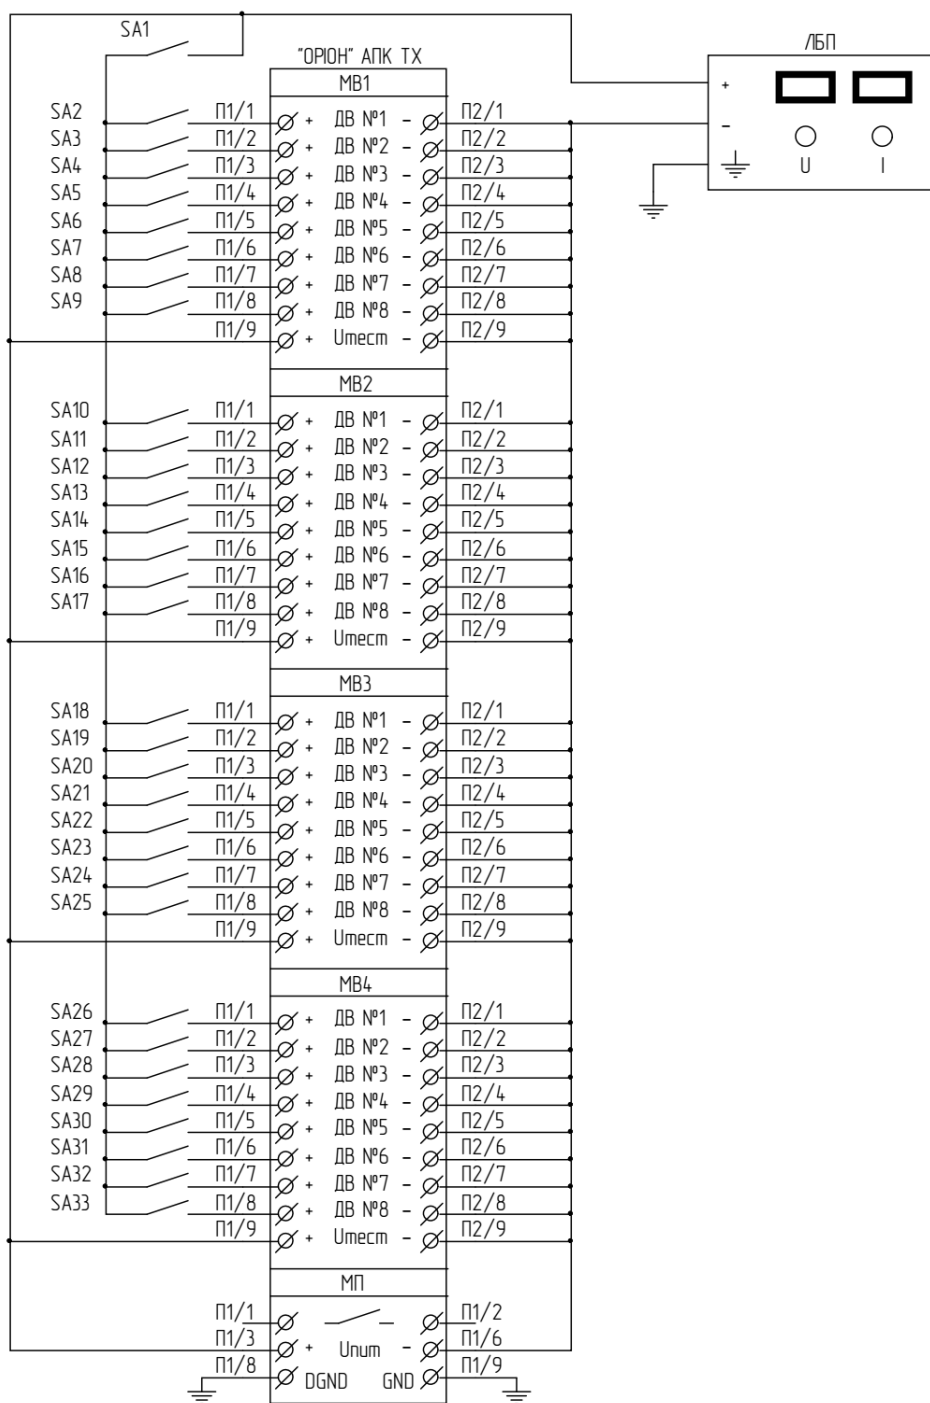 SA1
"ОРІОН" АПК ТХ
ЛБП
МВ1
+
SA2 П1/1 + ДВ №1 - П2/1
-
SA3 П1/2 + ДВ №2 - П2/2
U I
SA4 П1/3 + ДВ №3 - П2/3
SA5 П1/4 + ДВ №4 - П2/4
SA6 П1/5 + ДВ №5 - П2/5
SA7 П1/6 + ДВ №6 - П2/6
SA8 П1/7 + ДВ №7 - П2/7
SA9 П1/8 + ДВ №8 - П2/8
П1/9 + Uтест - П2/9
МВ2
SA10 П1/1 + ДВ №1 - П2/1
SA11 П1/2 + ДВ №2 - П2/2
SA12 П1/3 + ДВ №3 - П2/3
SA13 П1/4 + ДВ №4 - П2/4
SA14 П1/5 + ДВ №5 - П2/5
SA15 П1/6 + ДВ №6 - П2/6
SA16 П1/7 + ДВ №7 - П2/7
SA17 П1/8 + ДВ №8 - П2/8
П1/9 + Uтест - П2/9
МВ3
SA18 П1/1 + ДВ №1 - П2/1
SA19 П1/2 + ДВ №2 - П2/2
SA20 П1/3 + ДВ №3 - П2/3
SA21 П1/4 + ДВ №4 - П2/4
SA22 П1/5 + ДВ №5 - П2/5
SA23 П1/6 + ДВ №6 - П2/6
SA24 П1/7 + ДВ №7 - П2/7
SA25 П1/8 + ДВ №8 - П2/8
П1/9 + Uтест - П2/9
МВ4
SA26 П1/1 + ДВ №1 - П2/1
SA27 П1/2 + ДВ №2 - П2/2
SA28 П1/3 + ДВ №3 - П2/3
SA29 П1/4 + ДВ №4 - П2/4
SA30 П1/5 + ДВ №5 - П2/5
SA31 П1/6 + ДВ №6 - П2/6
SA32 П1/7 + ДВ №7 - П2/7
SA33 П1/8 + ДВ №8 - П2/8
П1/9 + Uтест - П2/9
МП
П1/1 П1/2
П1/3 + Uпит - П1/6
П1/8 DGND GND П1/9